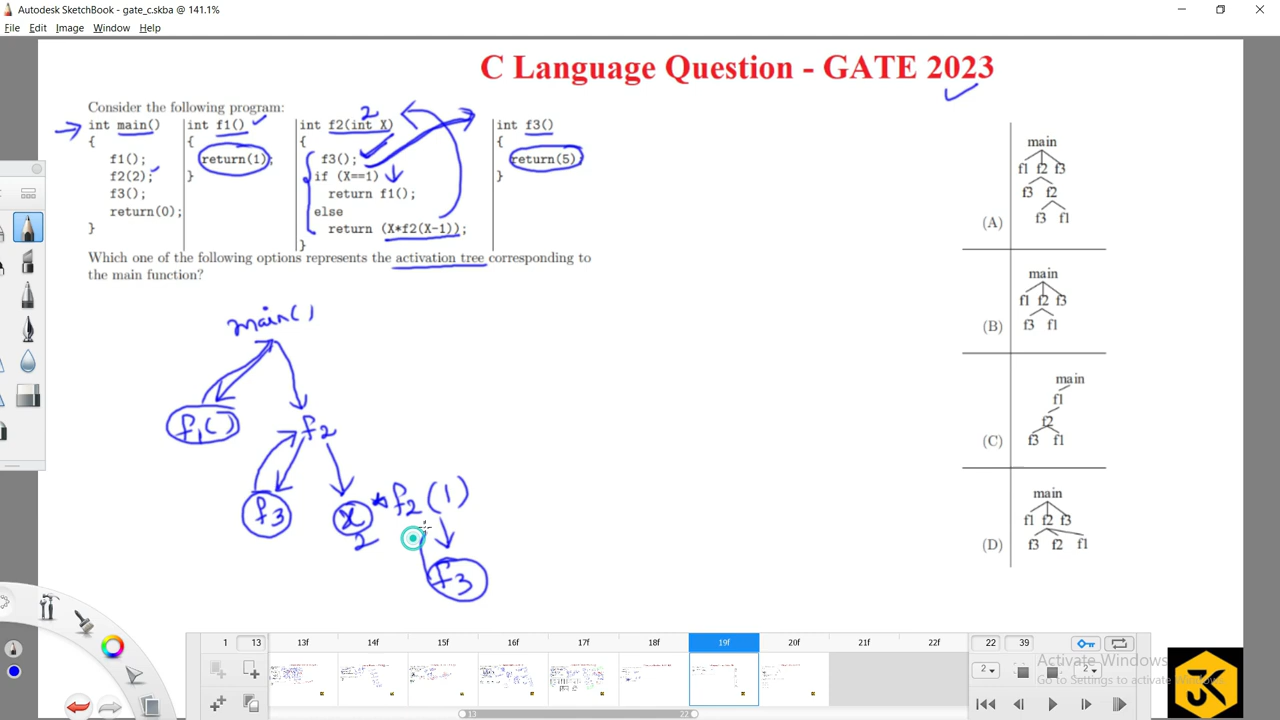 Autodesk SketchBook - gate_c.skba @ 141.1%
File Edit Image Window Help
C Language Question - GATE 2023
Consider the following program:
int main()
{
f1();
f2(2);
f3();
return(0);
}
int f1()
{
return(1);
}
2
int f2(int X)
{
f3();
if (X==1)
return f1();
else
return (X*f2(X-1));
}
int f3()
{
return(5);
}
Which one of the following options represents the activation tree corresponding to
the main function?
main()
f1() f2
f3 x * f2(1)
2
f3
main
f1 f2 f3
f3 f2
(A) f3 f1
main
f1 f2 f3
(B) f3 f1
main
f1
f2
(C) f3 f1
main
f1 f2 f3
(D) f3 f2 f1
1 13 13f 14f 15f 16f 17f 18f 19f 20f 21f 22f 22 39
2 2
13 22
Activate Windows
Go to Settings to activate Windows.
JK